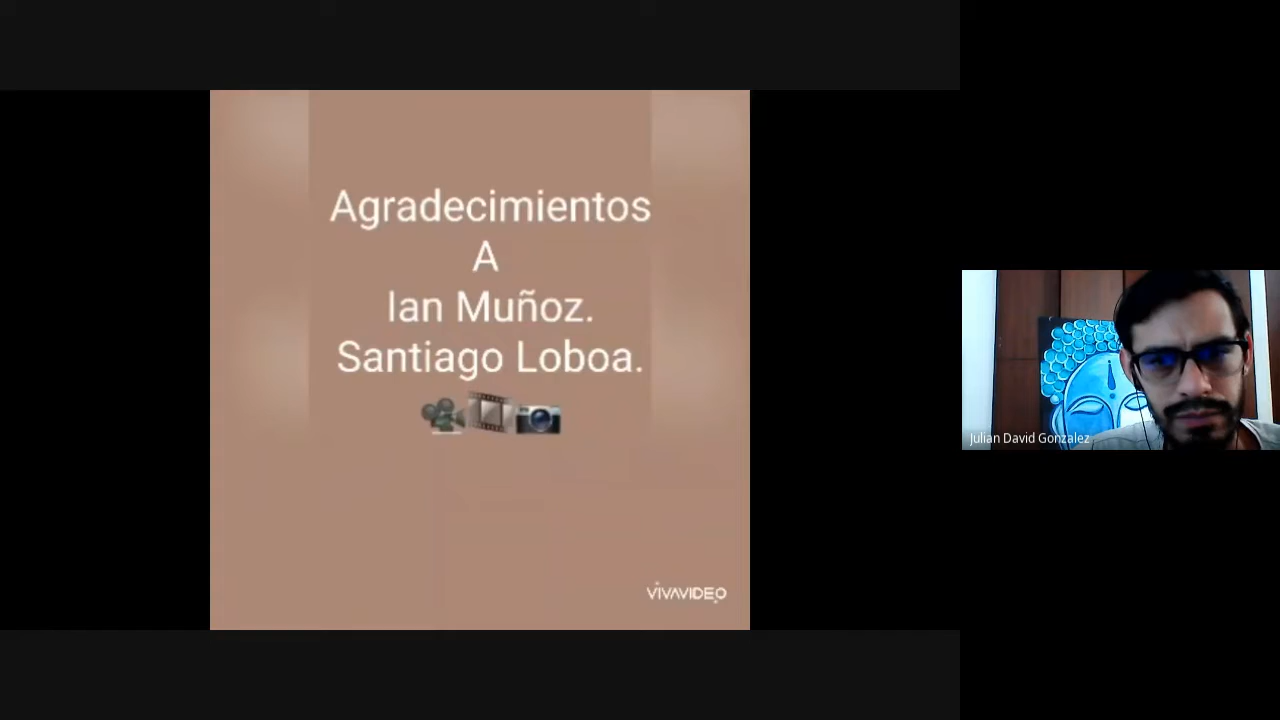 Agradecimientos
A
Ian Muñoz.
Santiago Loboa.
VIVAVIDEO
Julian David Gonzalez